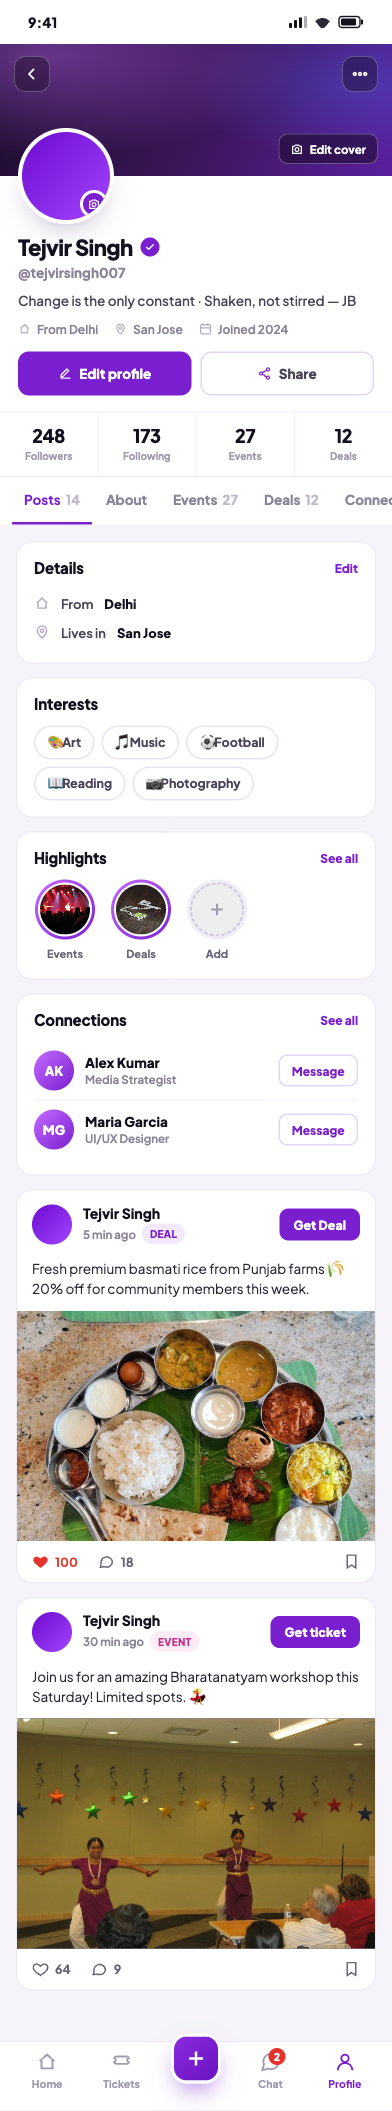 9:41
Edit cover
Tejvir Singh
@tejvirsingh007
Change is the only constant · Shaken, not stirred — JB
From Delhi San Jose Joined 2024
Edit profile Share
248 173 27 12
Followers Following Events Deals
Posts 14 About Events 27 Deals 12 Connec
Details Edit
From Delhi
Lives in San Jose
Interests
🎨Art 🎵Music ⚽Football
📖Reading 📷Photography
Highlights See all
Events Deals Add
Connections See all
AK Alex Kumar Message
Media Strategist
MG Maria Garcia Message
UI/UX Designer
Tejvir Singh Get Deal
5 min ago DEAL
Fresh premium basmati rice from Punjab farms 🌾
20% off for community members this week.
100 18
Tejvir Singh Get ticket
30 min ago EVENT
Join us for an amazing Bharatanatyam workshop this
Saturday! Limited spots. 💃
64 9
2
Home Tickets Chat Profile